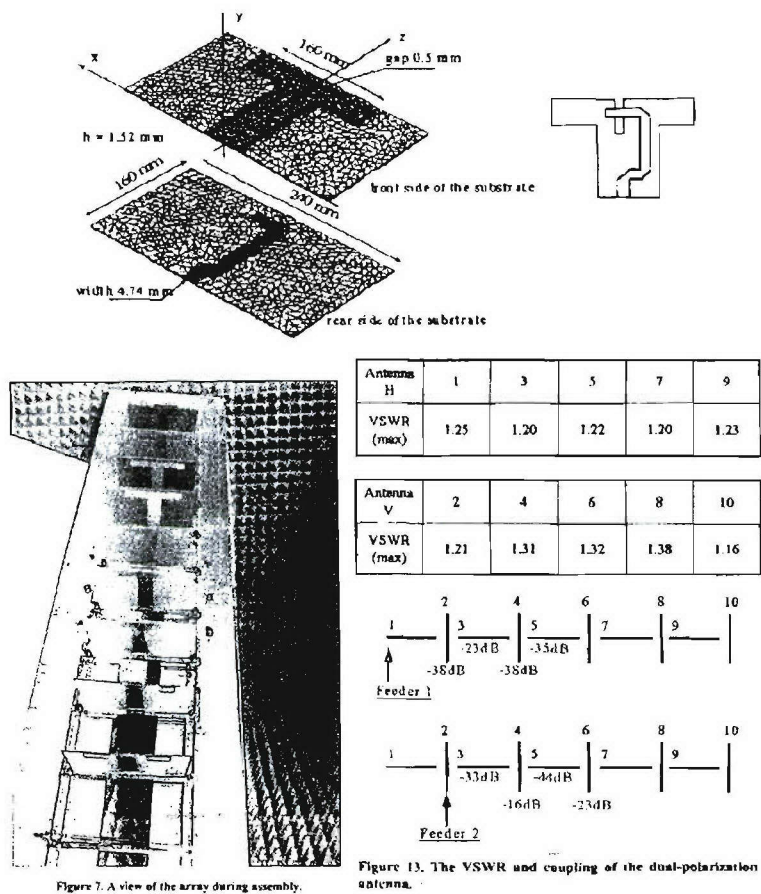 y
x
z
160 mm
gap 0.5 mm
h = 1.52 mm
front side of the substrate
160 mm
240 mm
width 4.74 mm
rear side of the substrate
Antenna H 1 3 5 7 9
VSWR (max) 1.25 1.20 1.22 1.20 1.23
Antenna V 2 4 6 8 10
VSWR (max) 1.21 1.31 1.32 1.38 1.16
1 2 3 4 5 6 7 8 9 10
-23dB -35dB
-38dB -38dB
Feeder 1
1 2 3 4 5 6 7 8 9 10
-33dB -44dB
-16dB -23dB
Feeder 2
Figure 7. A view of the array during assembly.
Figure 13. The VSWR and coupling of the dual-polarization
antenna.